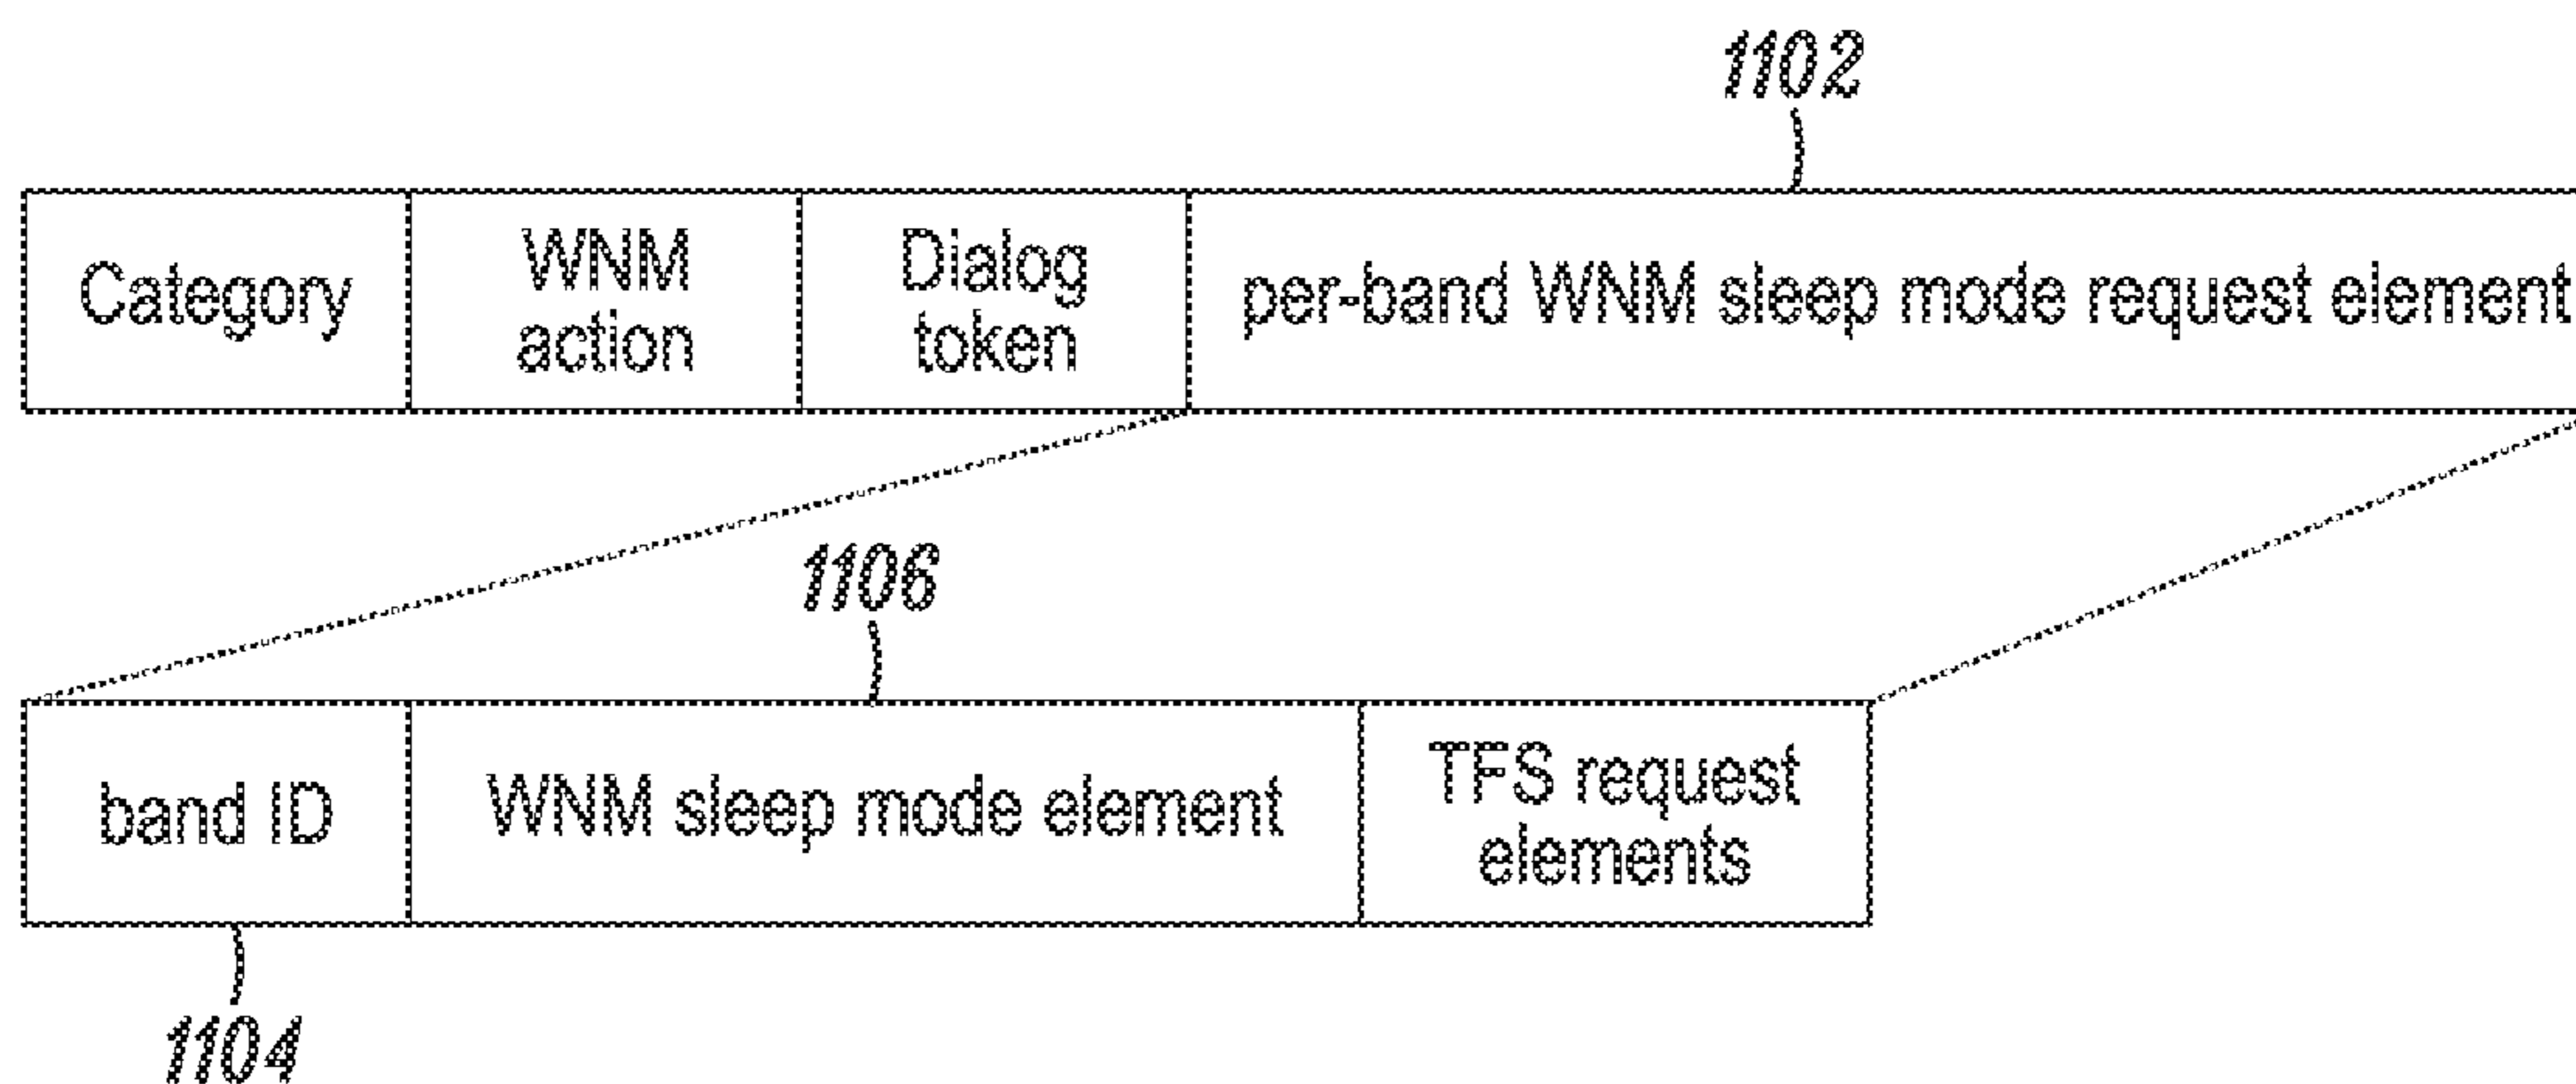 1102
Category
WNM
action
Dialog
token
per-band WNM sleep mode request element
1106
band ID
WNM sleep mode element
TFS request
elements
1104